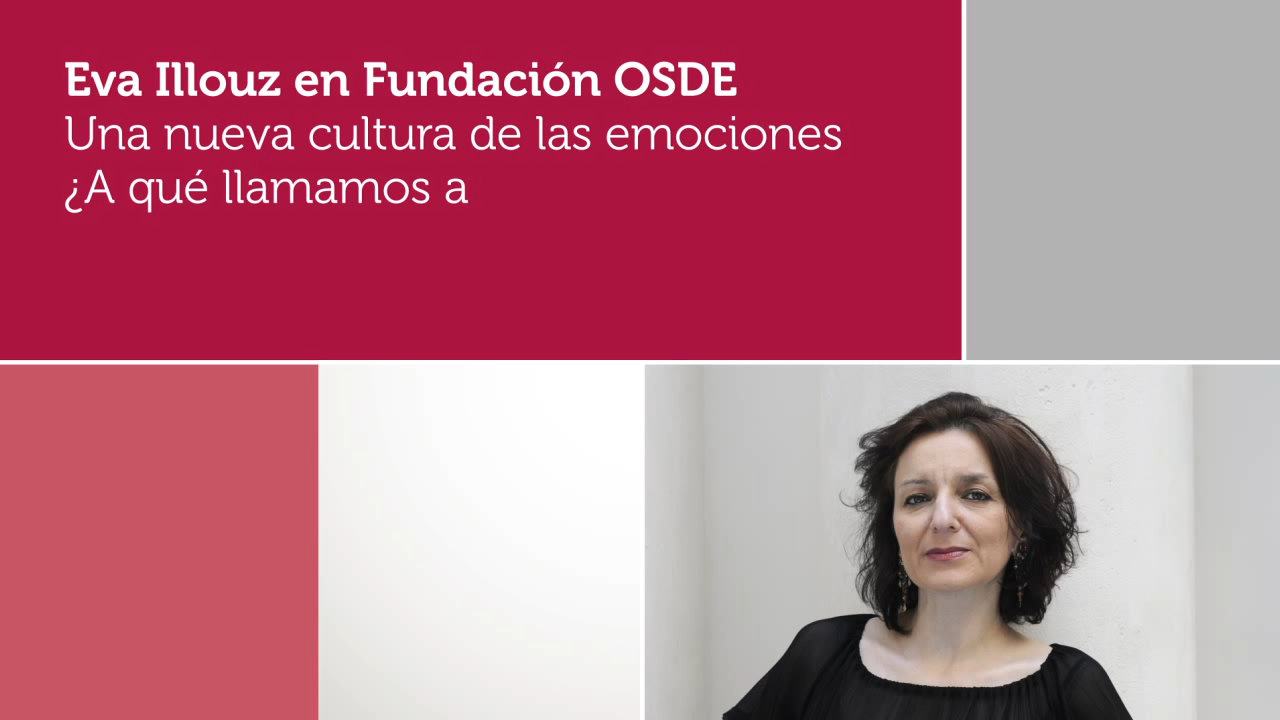 Eva Illouz en Fundación OSDE
Una nueva cultura de las emociones
¿A qué llamamos a